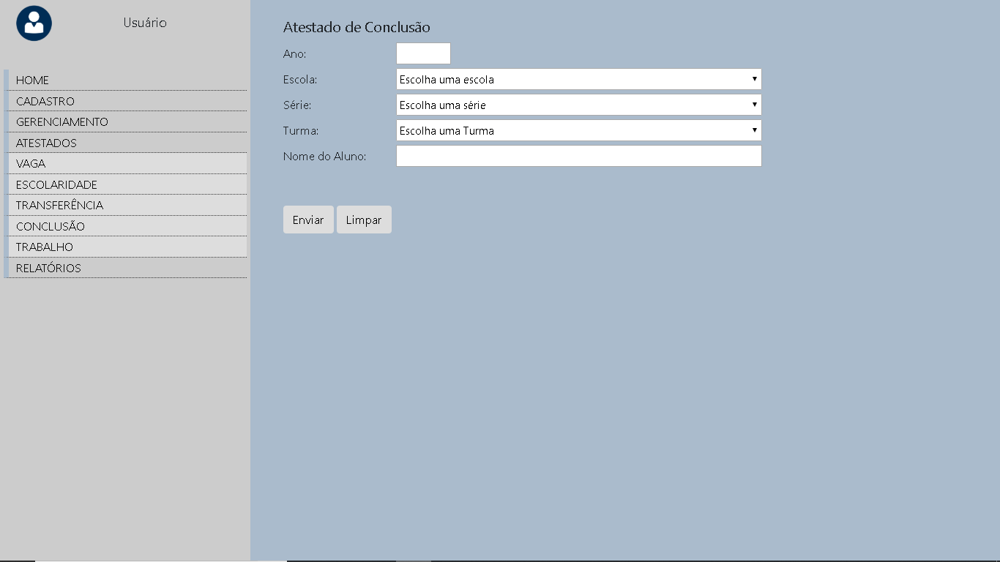 Usuário
HOME
CADASTRO
GERENCIAMENTO
ATESTADOS
VAGA
ESCOLARIDADE
TRANSFERÊNCIA
CONCLUSÃO
TRABALHO
RELATÓRIOS
Atestado de Conclusão
Ano:
Escola: Escolha uma escola
Série: Escolha uma série
Turma: Escolha uma Turma
Nome do Aluno:
Enviar Limpar